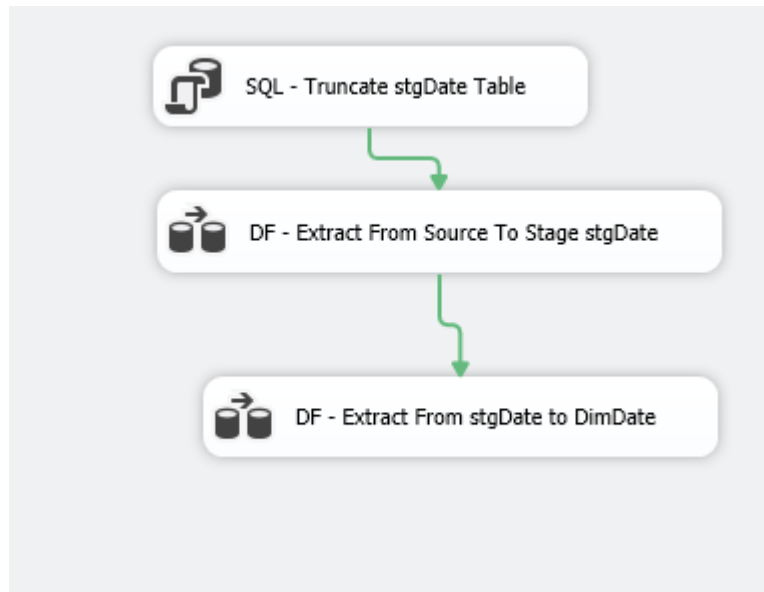 SQL - Truncate stgDate Table
DF - Extract From Source To Stage stgDate
DF - Extract From stgDate to DimDate